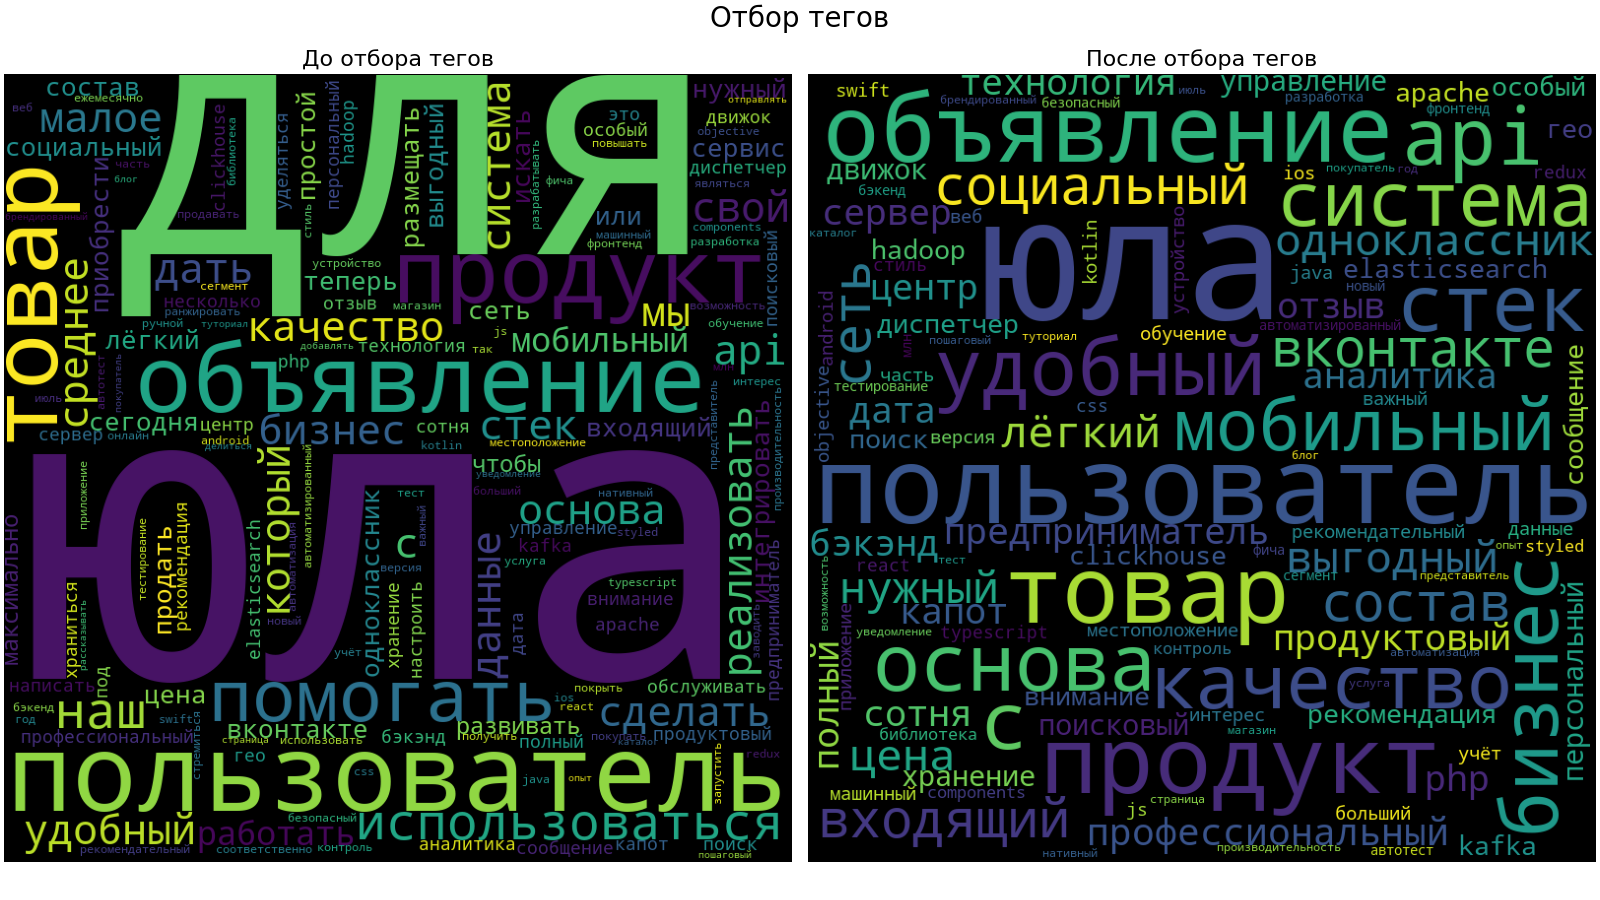 Отбор тегов
До отбора тегов
состав
ежемесячно
веб
малое
социальный
часть
блог
clickhouse
библиотека
уделяться
простой
hadoop
персональный
стиль
для
размещать
выгодный
система
искать
разрабатывать
фича
это
особый
повышать
или
машинный
фронтенд
нужный
отправлять
движок
objective
сервис
диспетчер
являться
свой
components
разработка
товар
брендированный
приобрести
продавать
среднее
дать
сегмент
несколько
ранжировать
ручной
туториал
устройство
теперь
отзыв
магазин
продукт
сеть
мы
возможность
поисковый
лёгкий
качество
добавлять
технология
так
js
мобильный
обучение
api
млн
интерес
php
объявление
автотест
покупатель
июль
сегодня
центр
бизнес
сотня
стек
входящий
сервер
онлайн
android
делиться
kotlin
местоположение
представитель
производительность
юла
который
автоматизированный
чтобы
уведомление
больший
нативный
основа
управление
styled
тест
с
важный
приложение
тестирование
продать
рекомендация
elasticsearch
автоматизация
новый
одноклассник
хранение
версия
настроить
kafka
услуга
данные
дата
typescript
внимание
apache
реализовать
интегрировать
заводить
предприниматель
максимально
храниться
рассказывать
учёт
написать
под
цена
помогать
ios
покрыть
обслуживать
бэкенд
год
наш
swift
react
сделать
профессиональный
стремиться
вконтакте
бэкэнд
развивать
получить
полный
покупать
каталог
продуктовый
страница
использовать
гео
redux
пользователь
css
java
опыт
запустить
удобный
безопасный
работать
использоваться
рекомендательный
соответственно
контроль
аналитика
сообщение
капот
поиск
пошаговый
После отбора тегов
swift
технология
управление
брендированный
безопасный
июль
разработка
apache
особый
фронтенд
объявление
api
гео
движок
бэкенд
социальный
ios
покупатель
год
redux
система
сервер
веб
каталог
hadoop
стиль
юла
kotlin
устройство
одноклассник
java
elasticsearch
новый
сеть
центр
отзыв
стек
android
диспетчер
пошаговый
туториал
обучение
автоматизированный
млн
удобный
вконтакте
часть
тестирование
аналитика
важный
objective
дата
css
поиск
версия
лёгкий
мобильный
сообщение
блог
пользователь
бэкэнд
предприниматель
рекомендательный
данные
clickhouse
фича
выгодный
опыт
styled
react
тест
сегмент
представитель
возможность
нужный
товар
состав
капот
уведомление
typescript
местоположение
контроль
продуктовый
автоматизация
персональный
приложение
полный
основа
качество
услуга
бизнес
внимание
сотня
библиотека
с
поисковый
интерес
магазин
рекомендация
цена
хранение
продукт
учёт
php
машинный
components
js
страница
больший
входящий
профессиональный
нативный
производительность
автотест
kafka